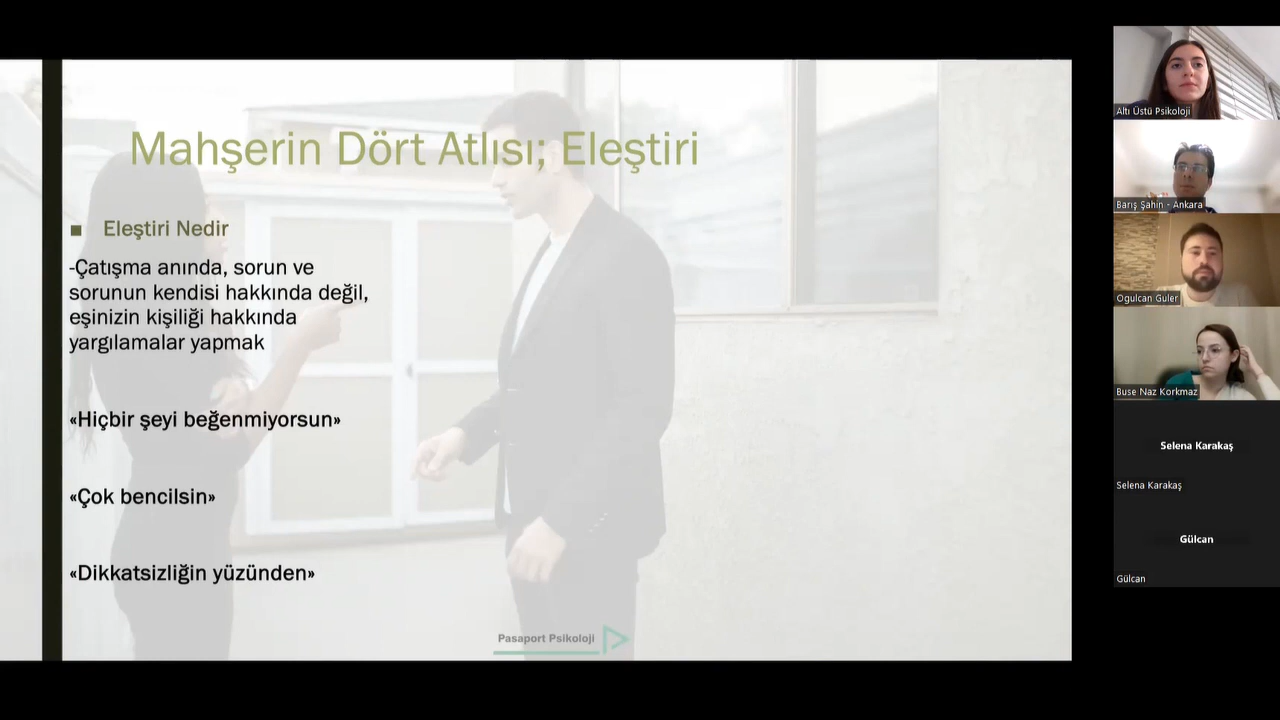 Mahşerin Dört Atlısı; Eleştiri
Eleştiri Nedir
-Çatışma anında, sorun ve
sorunun kendisi hakkında değil,
eşinizin kişiliği hakkında
yargılamalar yapmak
«Hiçbir şeyi beğenmiyorsun»
«Çok bencilsin»
«Dikkatsizliğin yüzünden»
Pasaport Psikoloji
Altı Üstü Psikoloji
Barış Şahin - Ankara
Ogulcan Guler
Buse Naz Korkmaz
Selena Karakaş
Selena Karakaş
Gülcan
Gülcan